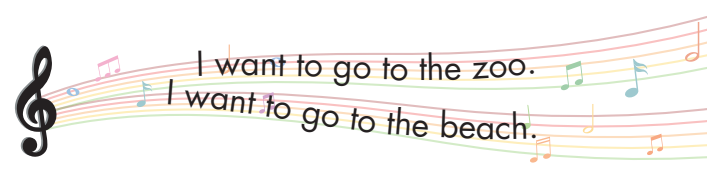 I want to go to the zoo.
I want to go to the beach.